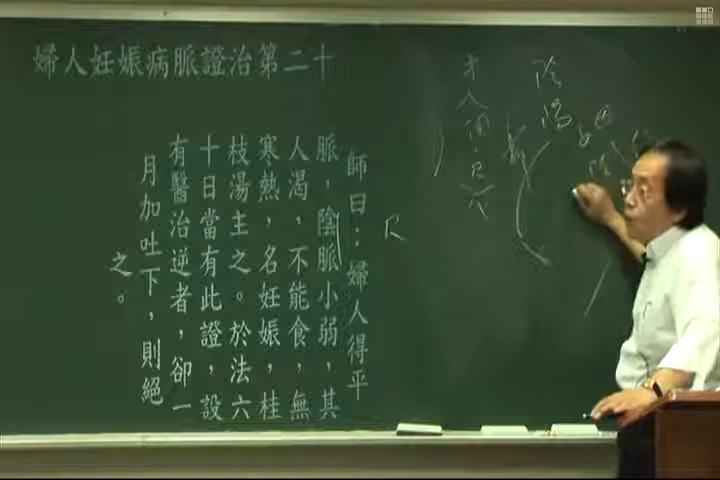 婦人妊娠病脈證治第二十
師曰：婦人得平
脈，陰脈小弱，其
人渴，不能食，無
寒熱，名妊娠，桂
枝湯主之。於法六
十日當有此證，設
有醫治逆者，卻一
月加吐下，則絕
之。
尺
陰
陽